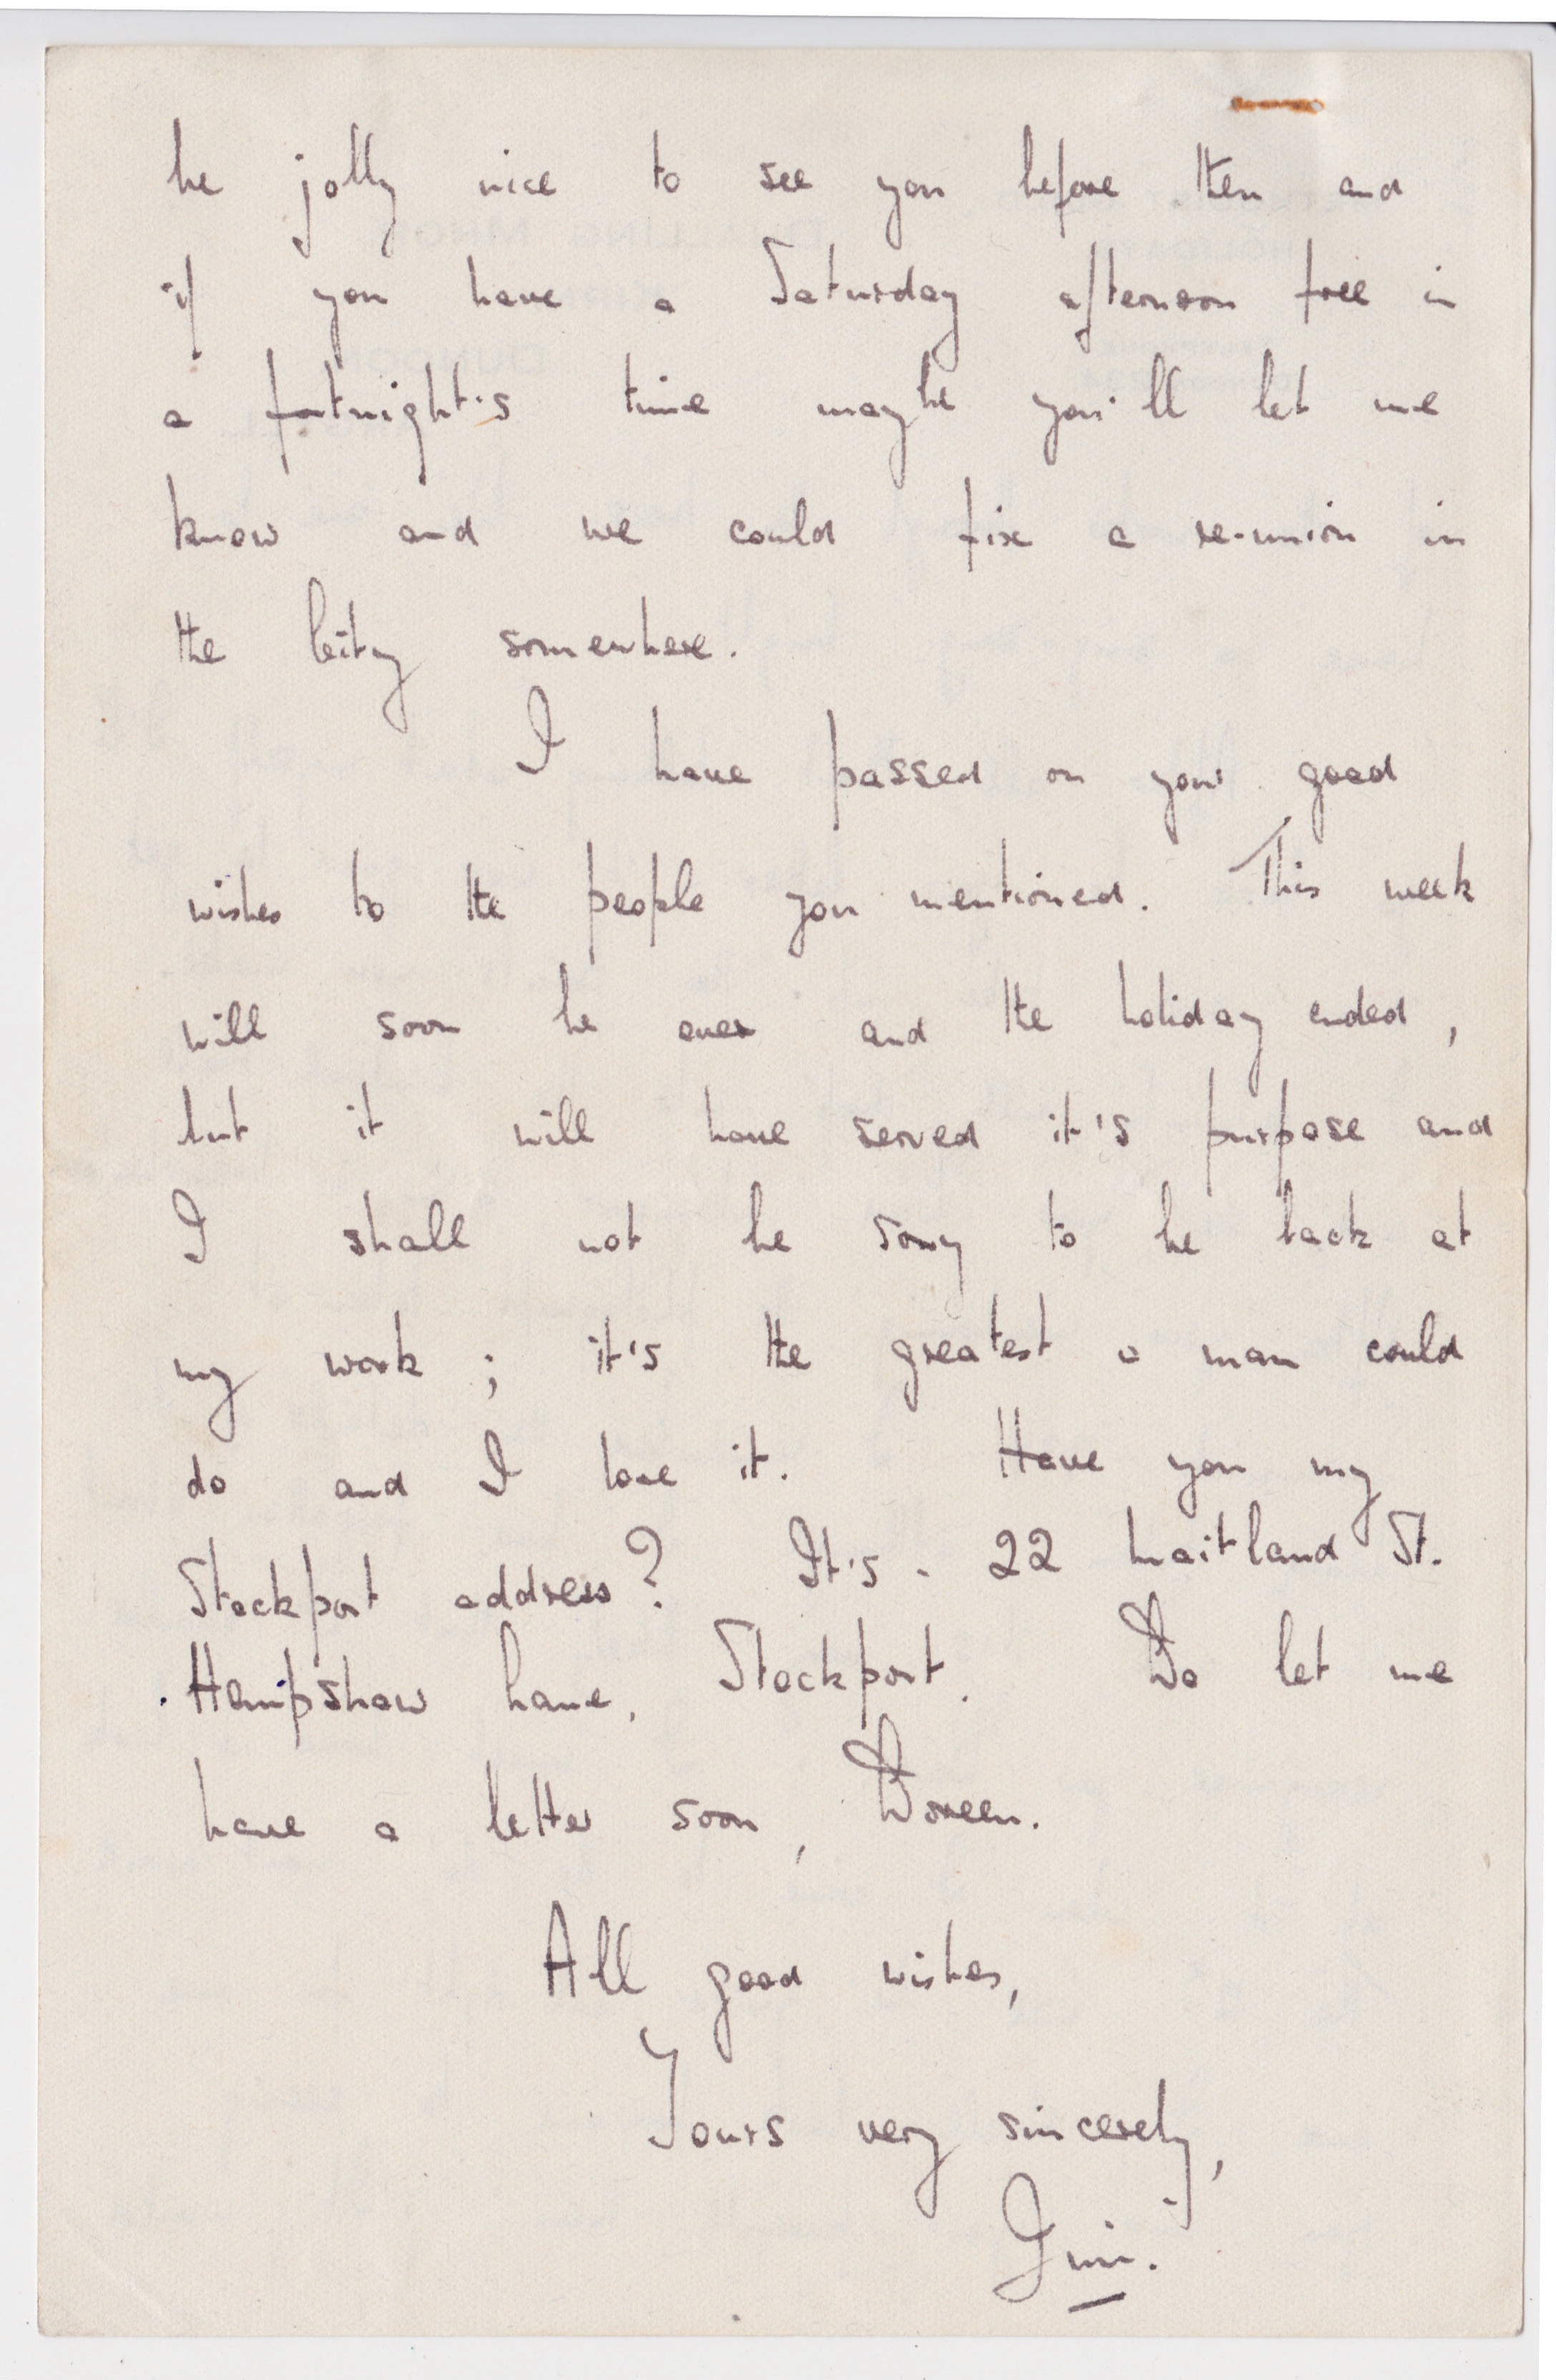 be jolly nice to see you before then and
if you have a Saturday afternoon free in
a fortnight's time maybe you'll let me
know and we could fix a re-union in
the City somewhere.
I have passed on your good
wishes to the people you mentioned. This week
will soon be over and the holiday ended,
but it will have served it's purpose and
I shall not be sorry to be back at
my work; it's the greatest a man could
do and I love it. Have you my
Stockport address? It's - 22 Maitland St.
Hempshaw Lane, Stockport. Do let me
have a letter soon, Doreen.
All good wishes,
Yours very sincerely,
Jim.